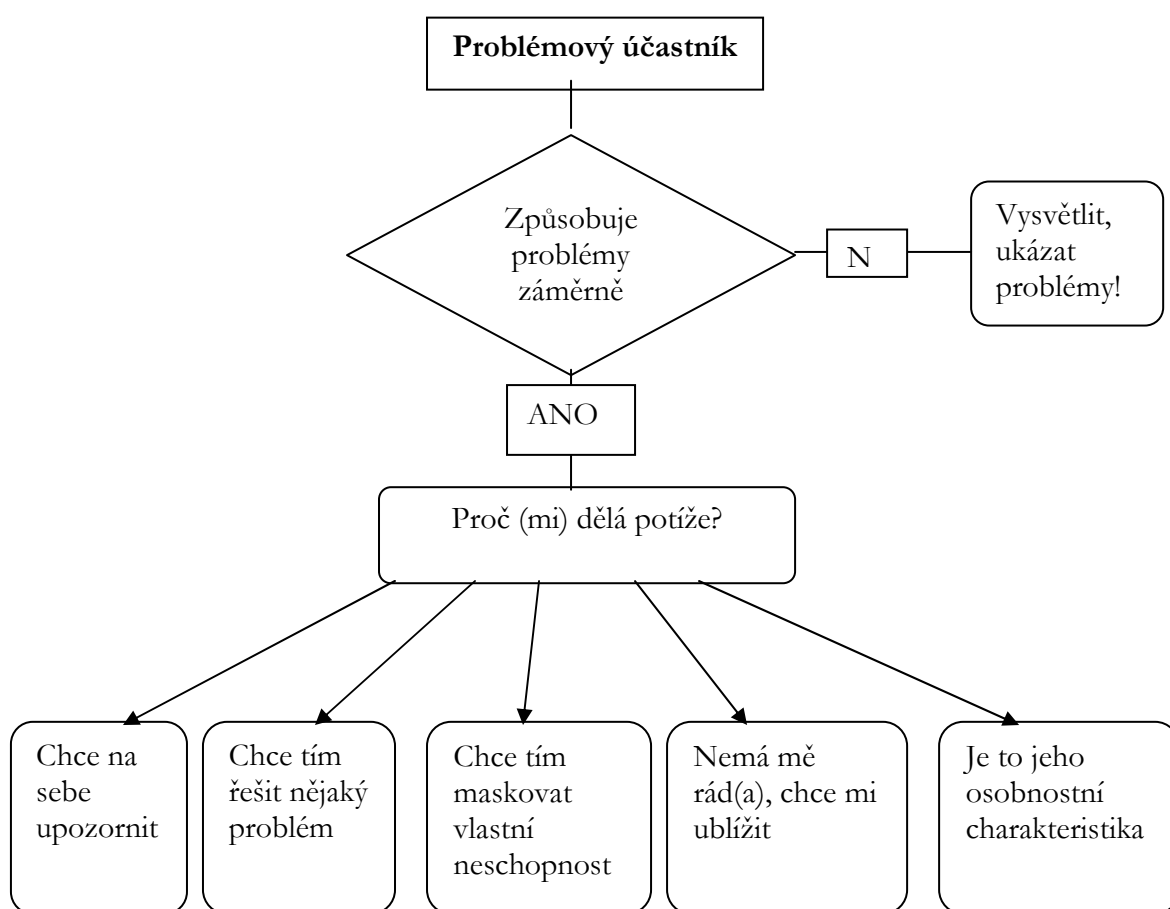 Problémový účastník
Způsobuje
problémy
záměrně
N
Vysvětlit,
ukázat
problémy!
ANO
Proč (mi) dělá potíže?
Chce na
sebe
upozornit
Chce tím
řešit nějaký
problém
Chce tím
maskovat
vlastní
neschopnost
Nemá mě
rád(a), chce mi
ublížit
Je to jeho
osobnostní
charakteristika